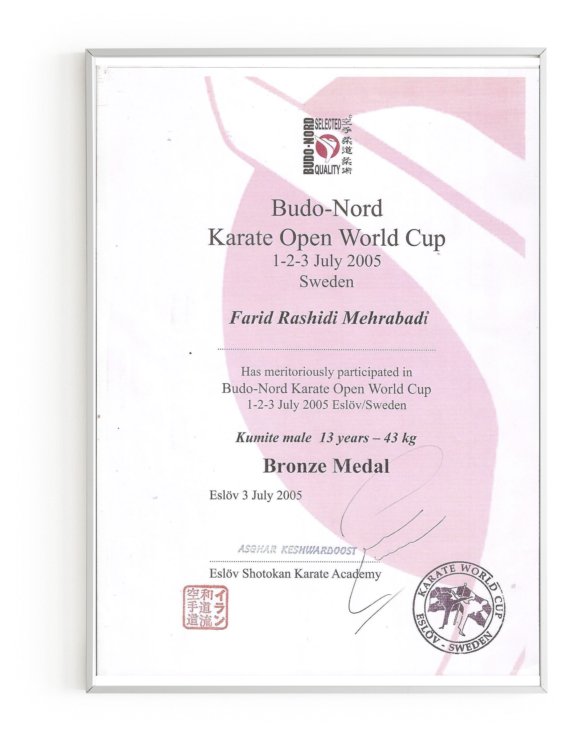 BUDO-NORD
SELECTED
QUALITY
空手 柔道 柔術
Budo-Nord
Karate Open World Cup
1-2-3 July 2005
Sweden
Farid Rashidi Mehrabadi
Has meritoriously participated in
Budo-Nord Karate Open World Cup
1-2-3 July 2005 Eslöv/Sweden
Kumite male 13 years – 43 kg
Bronze Medal
Eslöv 3 July 2005
ASGHAR KESHWARDOOST
Eslöv Shotokan Karate Academy
イラン
和道流
空手道
KARATE WORLD CUP
ESLÖV - SWEDEN